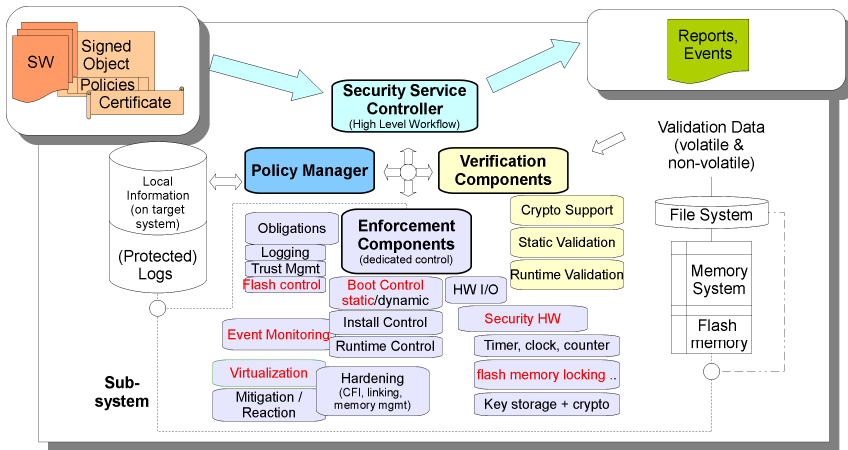 SW
Signed
Object
Policies
Certificate
Security Service
Controller
(High Level Workflow)
Reports,
Events
Validation Data
(volatile &
non-volatile)
Local
Information
(on target
system)
(Protected)
Logs
Policy Manager
Verification
Components
Crypto Support
Static Validation
Runtime Validation
File System
Memory
System
Flash
memory
Enforcement
Components
(dedicated control)
Obligations
Logging
Trust Mgmt
Flash control
Boot Control
static/dynamic
HW I/O
Install Control
Runtime Control
Event Monitoring
Security HW
Timer, clock, counter
flash memory locking ..
Key storage + crypto
Virtualization
Mitigation /
Reaction
Hardening
(CFI, linking,
memory mgmt)
Sub-
system